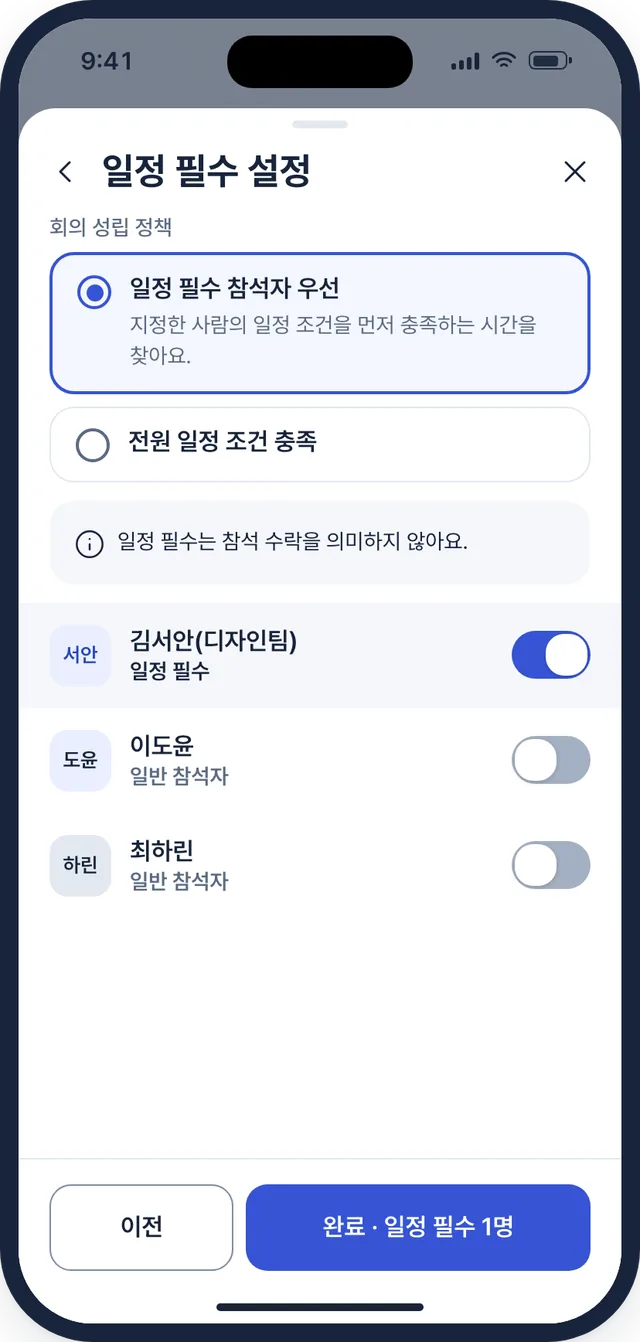 9:41
일정 필수 설정
회의 성립 정책
일정 필수 참석자 우선
지정한 사람의 일정 조건을 먼저 충족하는 시간을
찾아요.
전원 일정 조건 충족
일정 필수는 참석 수락을 의미하지 않아요.
서안
김서안(디자인팀)
일정 필수
도윤
이도윤
일반 참석자
하린
최하린
일반 참석자
이전
완료 · 일정 필수 1명